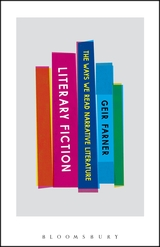 LITERARY FICTION
THE WAYS WE READ NARRATIVE LITERATURE
GEIR FARNER
BLOOMSBURY